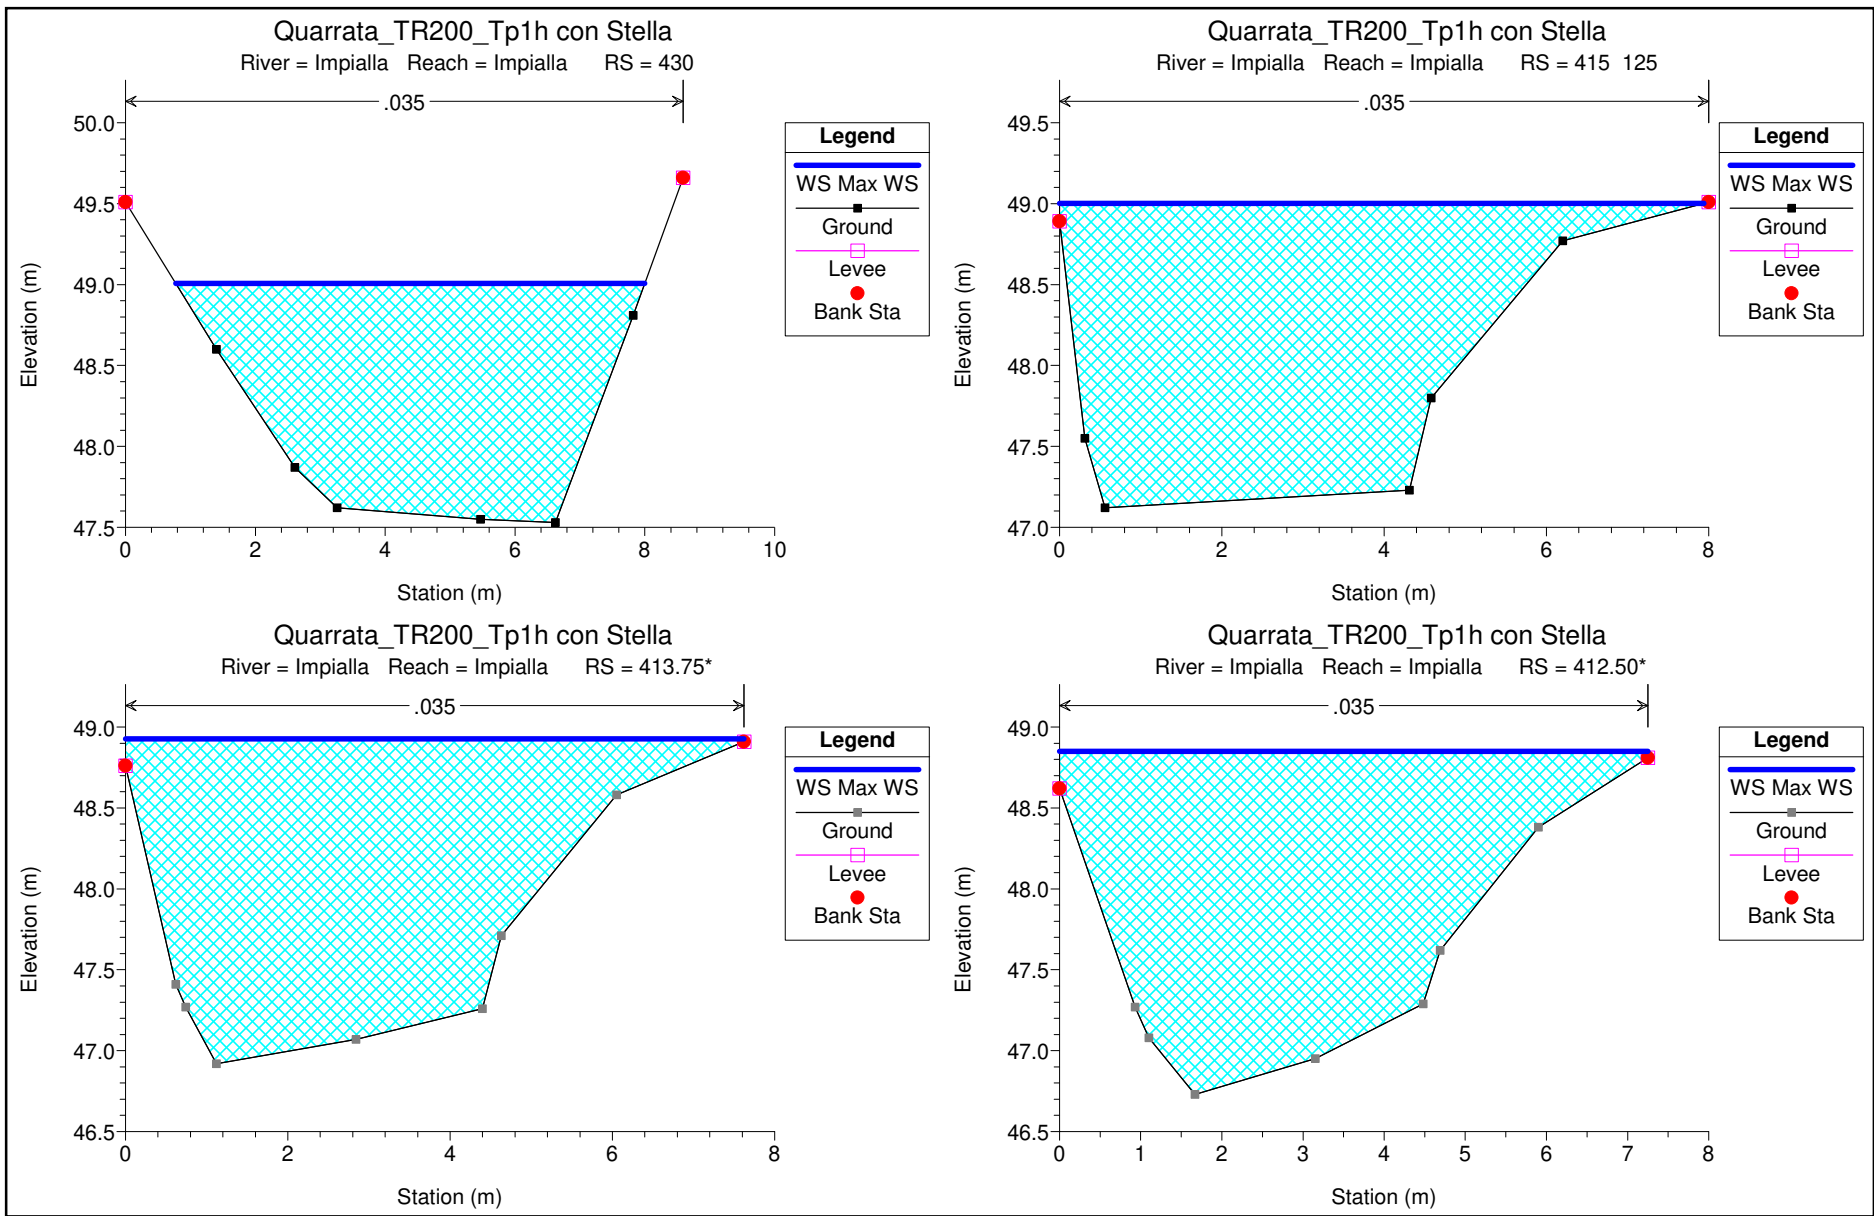 Quarrata_TR200_Tp1h con Stella
River = Impialla Reach = Impialla RS = 430
.035
50.0
49.5
49.0
48.5
48.0
47.5
0 2 4 6 8 10
Elevation (m)
Station (m)
Legend
WS Max WS
Ground
Levee
Bank Sta
Quarrata_TR200_Tp1h con Stella
River = Impialla Reach = Impialla RS = 415 125
.035
49.5
49.0
48.5
48.0
47.5
47.0
0 2 4 6 8
Elevation (m)
Station (m)
Legend
WS Max WS
Ground
Levee
Bank Sta
Quarrata_TR200_Tp1h con Stella
River = Impialla Reach = Impialla RS = 413.75*
.035
49.0
48.5
48.0
47.5
47.0
46.5
0 2 4 6 8
Elevation (m)
Station (m)
Legend
WS Max WS
Ground
Levee
Bank Sta
Quarrata_TR200_Tp1h con Stella
River = Impialla Reach = Impialla RS = 412.50*
.035
49.0
48.5
48.0
47.5
47.0
46.5
0 1 2 3 4 5 6 7 8
Elevation (m)
Station (m)
Legend
WS Max WS
Ground
Levee
Bank Sta